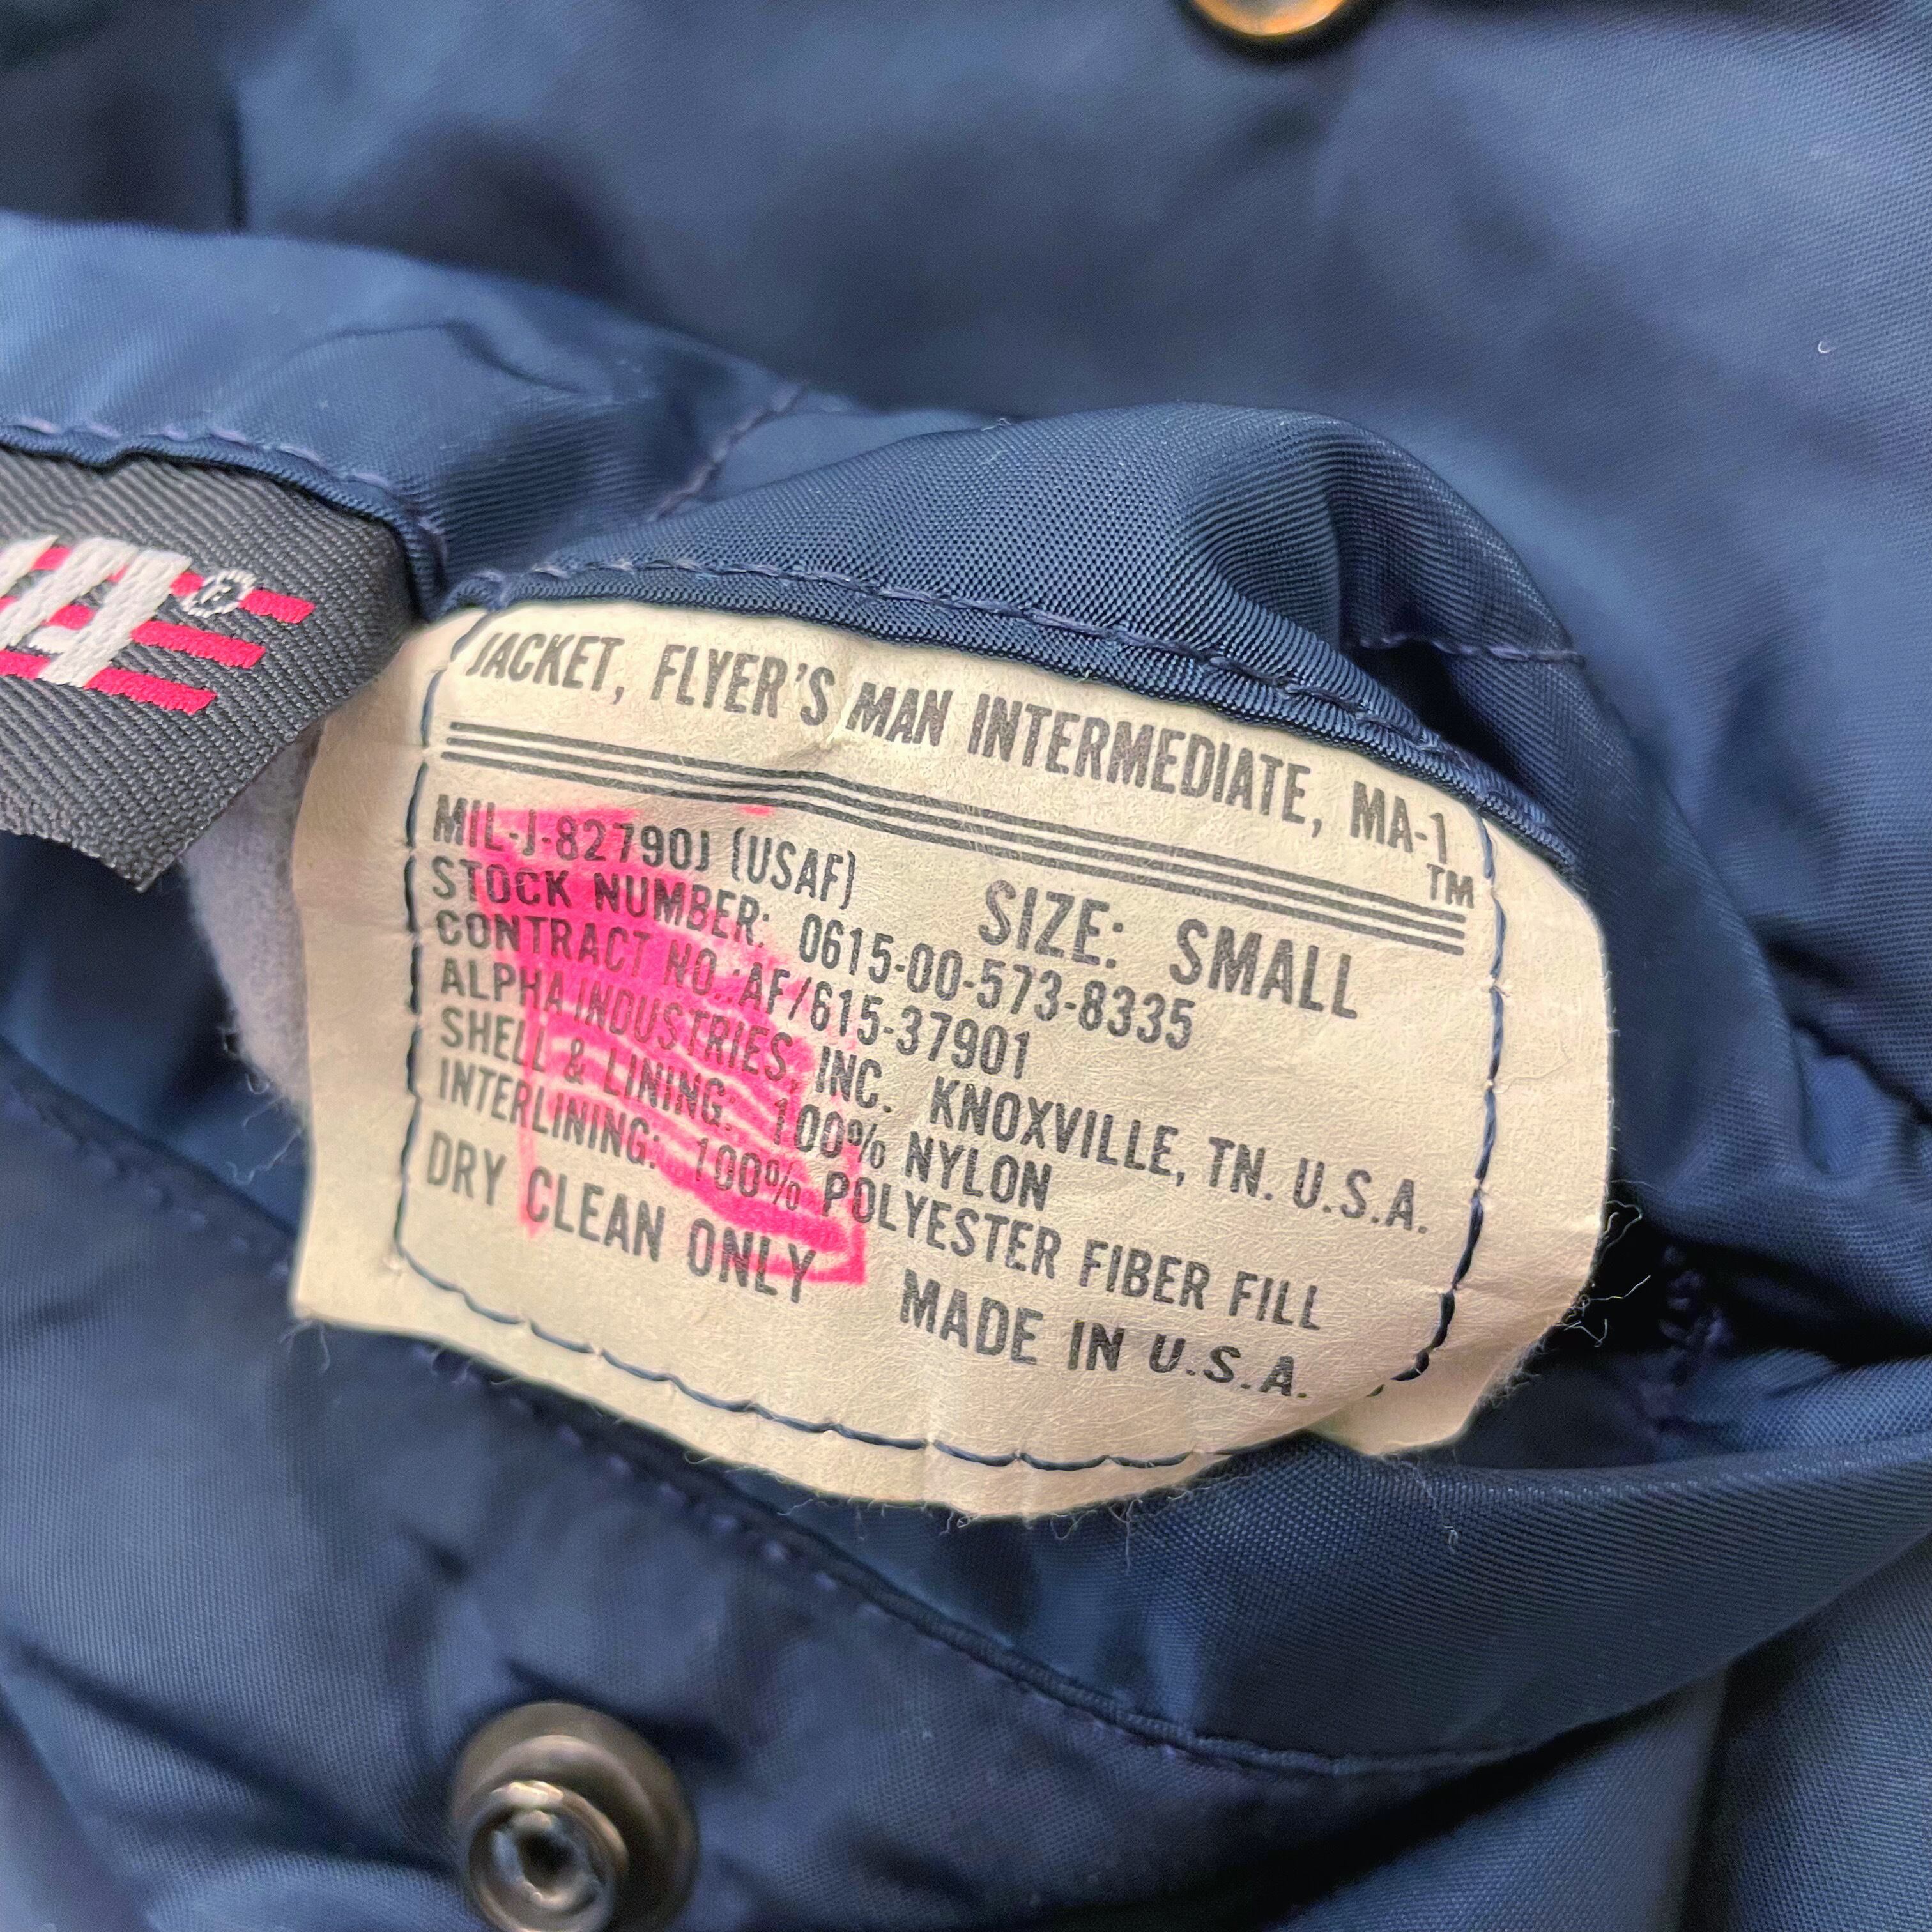 JACKET, FLYER'S MAN INTERMEDIATE, MA-1
TM
MIL-J-82790J (USAF)
SIZE: SMALL
STOCK NUMBER: 0615-00-573-8335
CONTRACT NO.:AF/615-37901
ALPHA INDUSTRIES, INC. KNOXVILLE, TN. U.S.A.
SHELL & LINING: 100% NYLON
INTERLINING: 100% POLYESTER FIBER FILL
DRY CLEAN ONLY
MADE IN U.S.A.